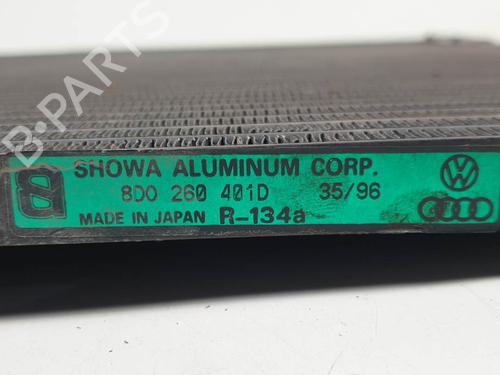 B-PARTS
SHOWA ALUMINUM CORP.
8D0 260 401D 35/96
MADE IN JAPAN R-134a